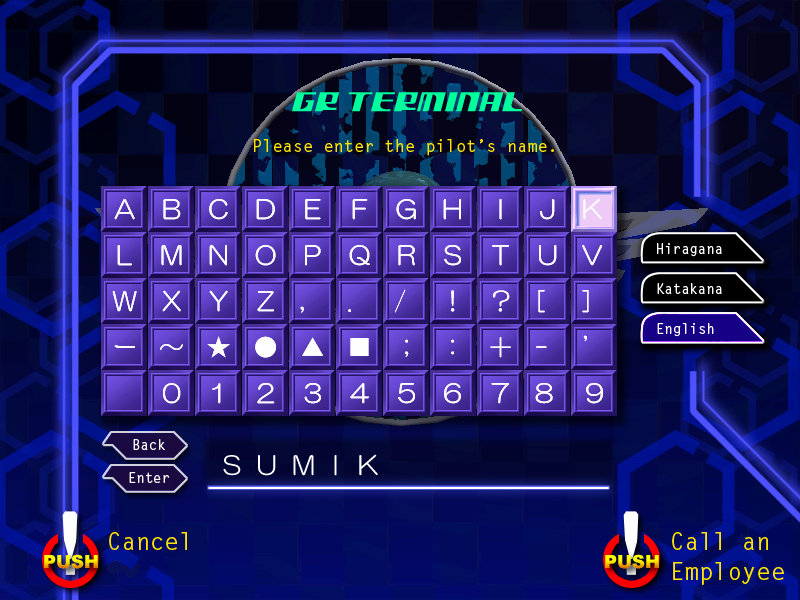 GR TERMINAL
Please enter the pilot's name.
A B C D E F G H I J K
L M N O P Q R S T U V
W X Y Z , . / ! ? [ ]
— ～ ★ ● ▲ ■ ; : + - '
0 1 2 3 4 5 6 7 8 9
Hiragana
Katakana
English
Back
Enter
SUMIK
PUSH Cancel
PUSH Call an
Employee